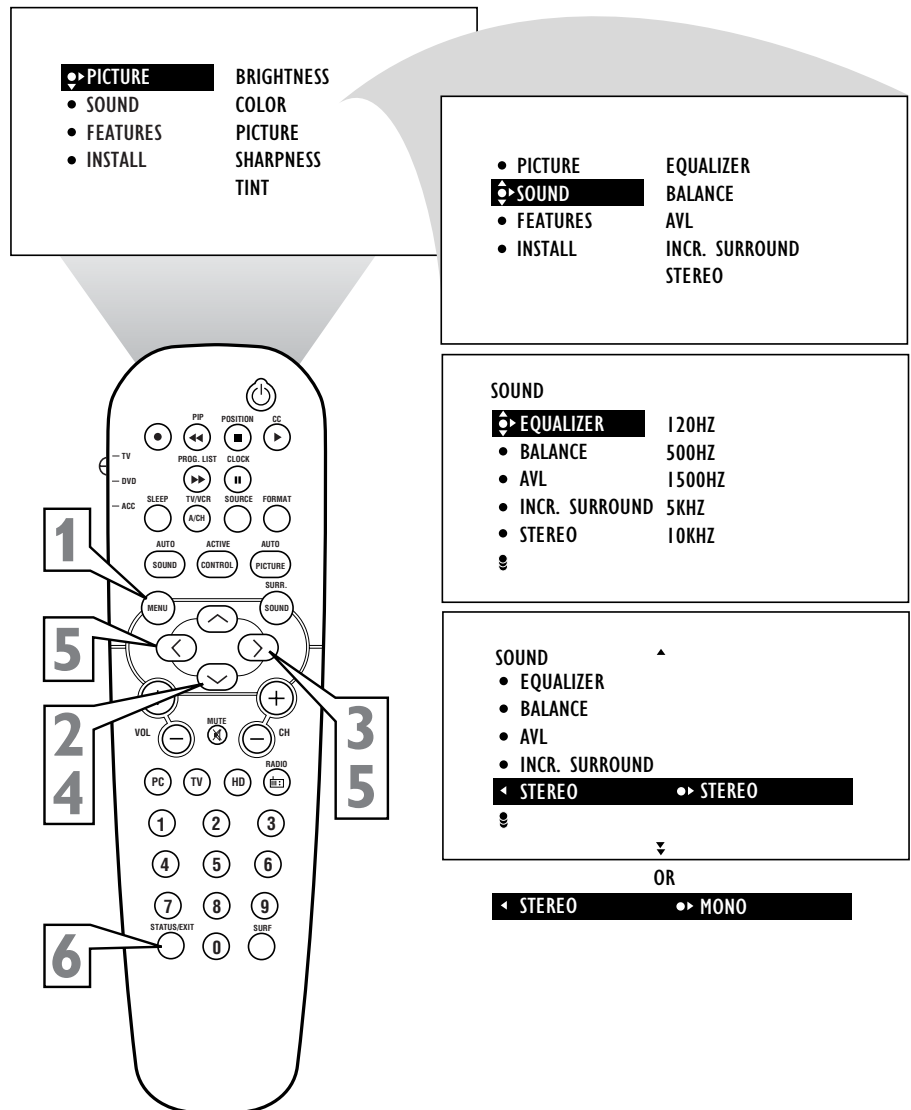 PICTURE BRIGHTNESS
SOUND COLOR
FEATURES PICTURE
INSTALL SHARPNESS
TINT
PICTURE EQUALIZER
SOUND BALANCE
FEATURES AVL
INSTALL INCR. SURROUND
STEREO
SOUND
EQUALIZER 120HZ
BALANCE 500HZ
AVL 1500HZ
INCR. SURROUND 5KHZ
STEREO 10KHZ
SOUND
EQUALIZER
BALANCE
AVL
INCR. SURROUND
STEREO STEREO
OR
STEREO MONO
PIP POSITION CC
TV
PROG. LIST CLOCK
DVD
ACC
SLEEP TV/VCR SOURCE FORMAT
A/CH
AUTO ACTIVE AUTO
SOUND CONTROL PICTURE
SURR.
MENU SOUND
VOL MUTE CH
RADIO
PC TV HD
1 2 3
4 5 6
7 8 9
STATUS/EXIT SURF
0
1
5
2
4
3
5
6